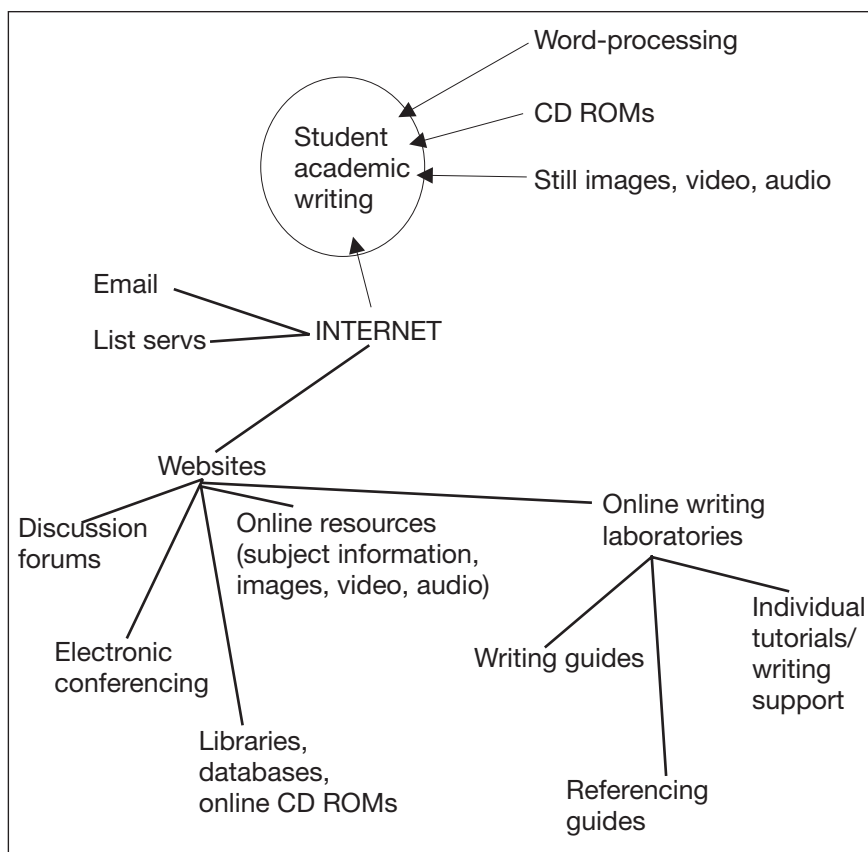 Word-processing
Student
academic
writing
CD ROMs
Still images, video, audio
Email
List servs
INTERNET
Websites
Discussion
forums
Online resources
(subject information,
images, video, audio)
Online writing
laboratories
Electronic
conferencing
Writing guides
Individual
tutorials/
writing
support
Libraries,
databases,
online CD ROMs
Referencing
guides